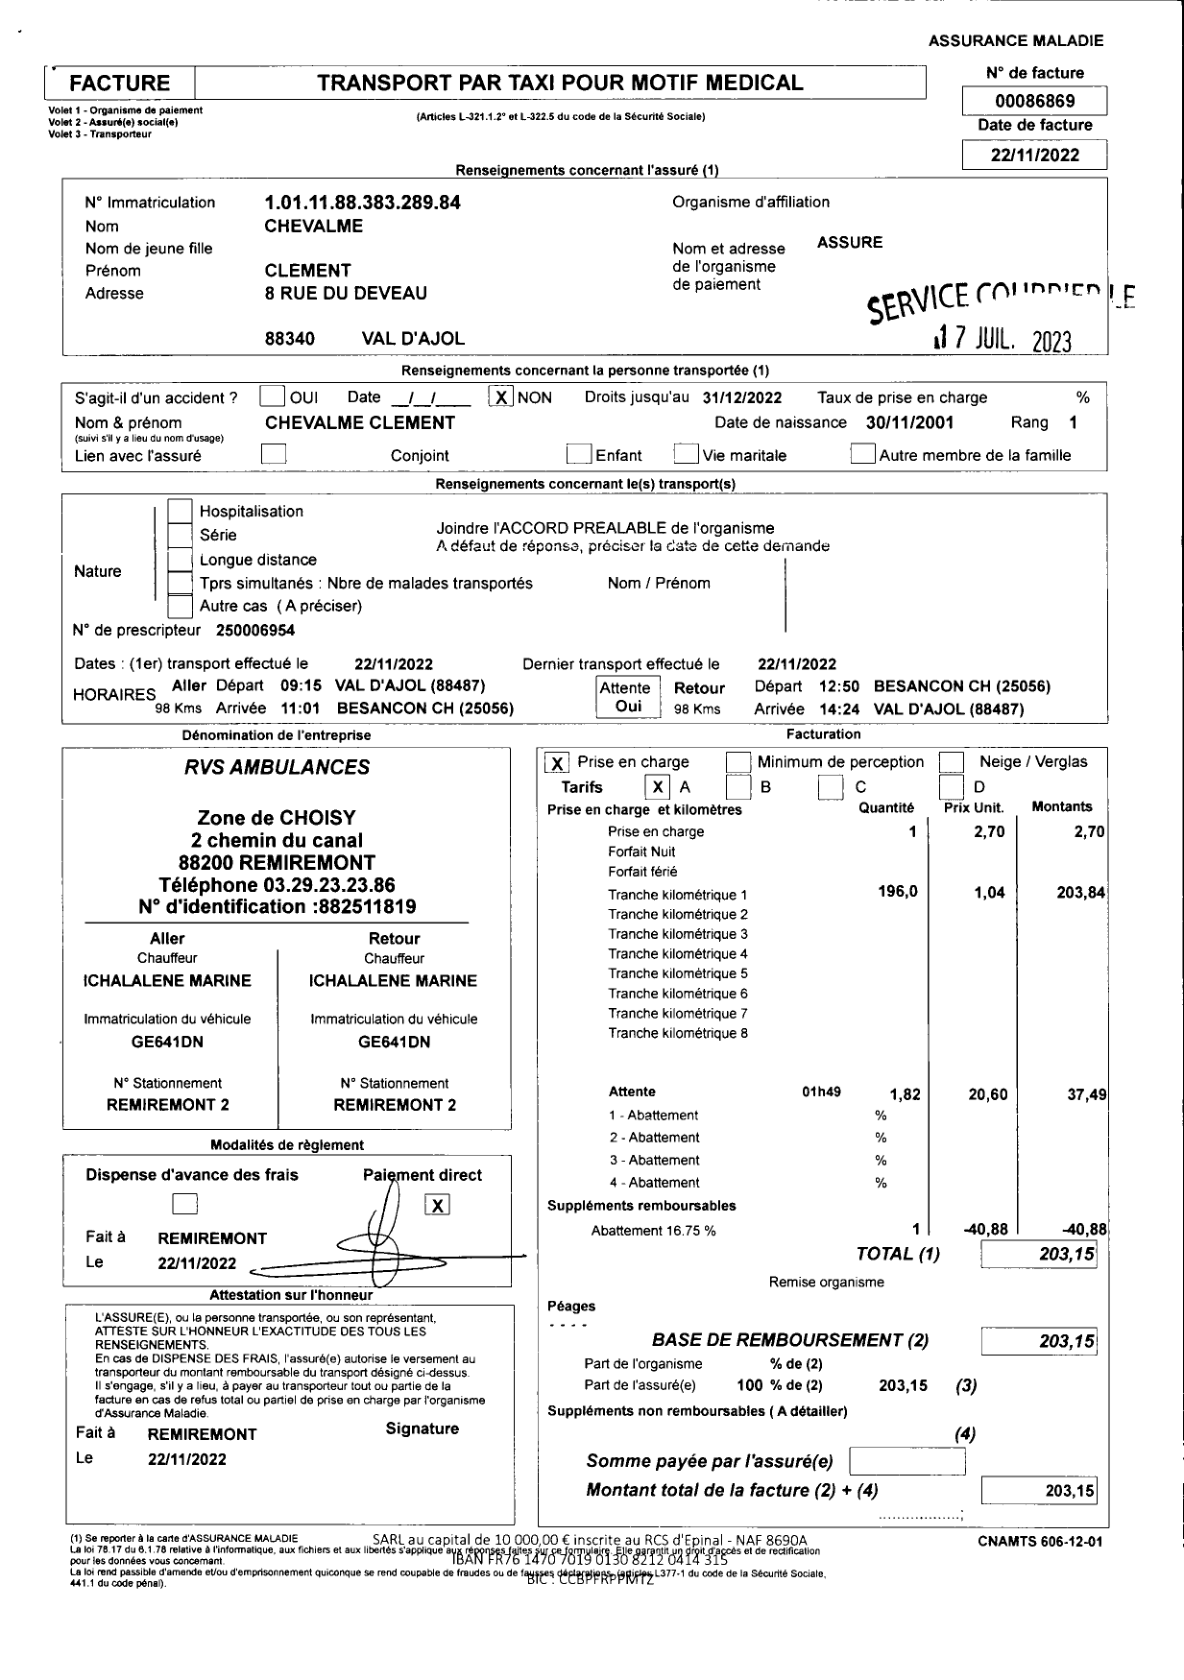 ASSURANCE MALADIE
FACTURE
TRANSPORT PAR TAXI POUR MOTIF MEDICAL
N° de facture
00086869
Volet 1 - Organisme de paiement
Volet 2 - Assuré(e) social(e)
Volet 3 - Transporteur
(Articles L-321.1.2° et L-322.5 du code de la Sécurité Sociale)
Date de facture
22/11/2022
Renseignements concernant l'assuré (1)
N° Immatriculation 1.01.11.88.383.289.84 Organisme d'affiliation
Nom CHEVALME
Nom de jeune fille Nom et adresse ASSURE
Prénom CLEMENT de l'organisme
Adresse 8 RUE DU DEVEAU de paiement
SERVICE COURRIER
17 JUIL. 2023
88340 VAL D'AJOL
Renseignements concernant la personne transportée (1)
S'agit-il d'un accident ? OUI Date _/_/___ X NON Droits jusqu'au 31/12/2022 Taux de prise en charge %
Nom & prénom CHEVALME CLEMENT Date de naissance 30/11/2001 Rang 1
(suivi s'il y a lieu du nom d'usage)
Lien avec l'assuré Conjoint Enfant Vie maritale Autre membre de la famille
Renseignements concernant le(s) transport(s)
Nature
Hospitalisation
Série
Longue distance
Tprs simultanés : Nbre de malades transportés Nom / Prénom
Autre cas ( A préciser)
Joindre l'ACCORD PREALABLE de l'organisme
A défaut de réponse, préciser la date de cette demande
N° de prescripteur 250006954
Dates : (1er) transport effectué le 22/11/2022 Dernier transport effectué le 22/11/2022
HORAIRES Aller Départ 09:15 VAL D'AJOL (88487) Attente Retour Départ 12:50 BESANCON CH (25056)
98 Kms Arrivée 11:01 BESANCON CH (25056) Oui 98 Kms Arrivée 14:24 VAL D'AJOL (88487)
Dénomination de l'entreprise
RVS AMBULANCES
Zone de CHOISY
2 chemin du canal
88200 REMIREMONT
Téléphone 03.29.23.23.86
N° d'identification :882511819
Aller Retour
Chauffeur Chauffeur
ICHALALENE MARINE ICHALALENE MARINE
Immatriculation du véhicule Immatriculation du véhicule
GE641DN GE641DN
N° Stationnement N° Stationnement
REMIREMONT 2 REMIREMONT 2
Modalités de règlement
Dispense d'avance des frais Paiement direct
X
Fait à REMIREMONT
Le 22/11/2022
Attestation sur l'honneur
L'ASSURE(E), ou la personne transportée, ou son représentant,
ATTESTE SUR L'HONNEUR L'EXACTITUDE DES TOUS LES
RENSEIGNEMENTS.
En cas de DISPENSE DES FRAIS, l'assuré(e) autorise le versement au
transporteur du montant remboursable du transport désigné ci-dessus.
Il s'engage, s'il y a lieu, à payer au transporteur tout ou partie de la
facture en cas de refus total ou partiel de prise en charge par l'organisme
d'Assurance Maladie.
Fait à REMIREMONT Signature
Le 22/11/2022
Facturation
X Prise en charge Minimum de perception Neige / Verglas
Tarifs X A B C D
Prise en charge et kilomètres Quantité Prix Unit. Montants
Prise en charge 1 2,70 2,70
Forfait Nuit
Forfait férié
Tranche kilométrique 1 196,0 1,04 203,84
Tranche kilométrique 2
Tranche kilométrique 3
Tranche kilométrique 4
Tranche kilométrique 5
Tranche kilométrique 6
Tranche kilométrique 7
Tranche kilométrique 8
Attente 01h49 1,82 20,60 37,49
1 - Abattement %
2 - Abattement %
3 - Abattement %
4 - Abattement %
Suppléments remboursables
Abattement 16.75 % 1 -40,88 -40,88
TOTAL (1) 203,15
Remise organisme
Péages
- - - -
BASE DE REMBOURSEMENT (2) 203,15
Part de l'organisme % de (2)
Part de l'assuré(e) 100 % de (2) 203,15 (3)
Suppléments non remboursables ( A détailler)
(4)
Somme payée par l'assuré(e)
Montant total de la facture (2) + (4) 203,15
(1) Se reporter à la carte d'ASSURANCE MALADIE
SARL au capital de 10 000,00 € inscrite au RCS d'Epinal - NAF 8690A
CNAMTS 606-12-01
La loi 78.17 du 6.1.78 relative à l'informatique, aux fichiers et aux libertés s'applique aux réponses faites sur ce formulaire. Elle garantit un droit d'accès et de rectification
IBAN FR76 1470 7019 0130 8212 0414 315
pour les données vous concernant.
La loi rend passible d'amende et/ou d'emprisonnement quiconque se rend coupable de fraudes ou de fausses déclarations (articles L377-1 du code de la Sécurité Sociale,
BIC : CCBPFRPPMTZ
441.1 du code pénal).